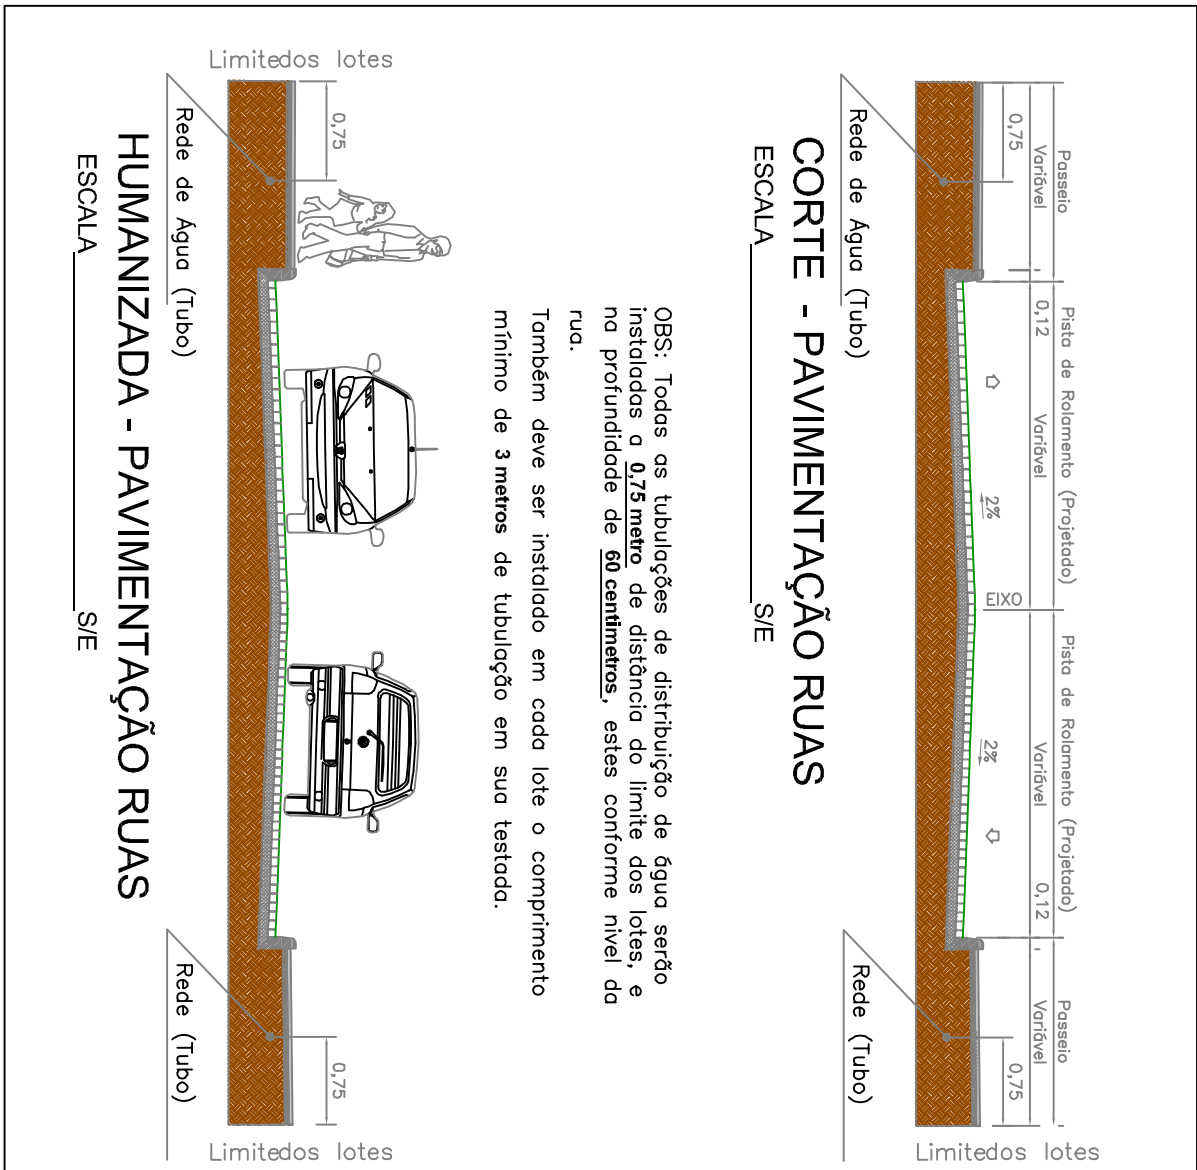 Limitedos lotes
Limitedos lotes
Passeio
Pista de Rolamento (Projetado)
Pista de Rolamento (Projetado)
Passeio
Variável
0,12
Variável
Variável
0,12
Variável
0,75
2%
EIXO
2%
0,75
Rede de Água (Tubo)
Rede (Tubo)
CORTE - PAVIMENTAÇÃO RUAS
ESCALA
S/E
OBS: Todas as tubulações de distribuição de água serão
instaladas a 0,75 metro de distância do limite dos lotes, e
na profundidade de 60 centimetros, estes conforme nivel da
rua.
Também deve ser instalado em cada lote o comprimento
mínimo de 3 metros de tubulação em sua testada.
Limitedos lotes
Limitedos lotes
0,75
0,75
Rede de Água (Tubo)
Rede (Tubo)
HUMANIZADA - PAVIMENTAÇÃO RUAS
ESCALA
S/E